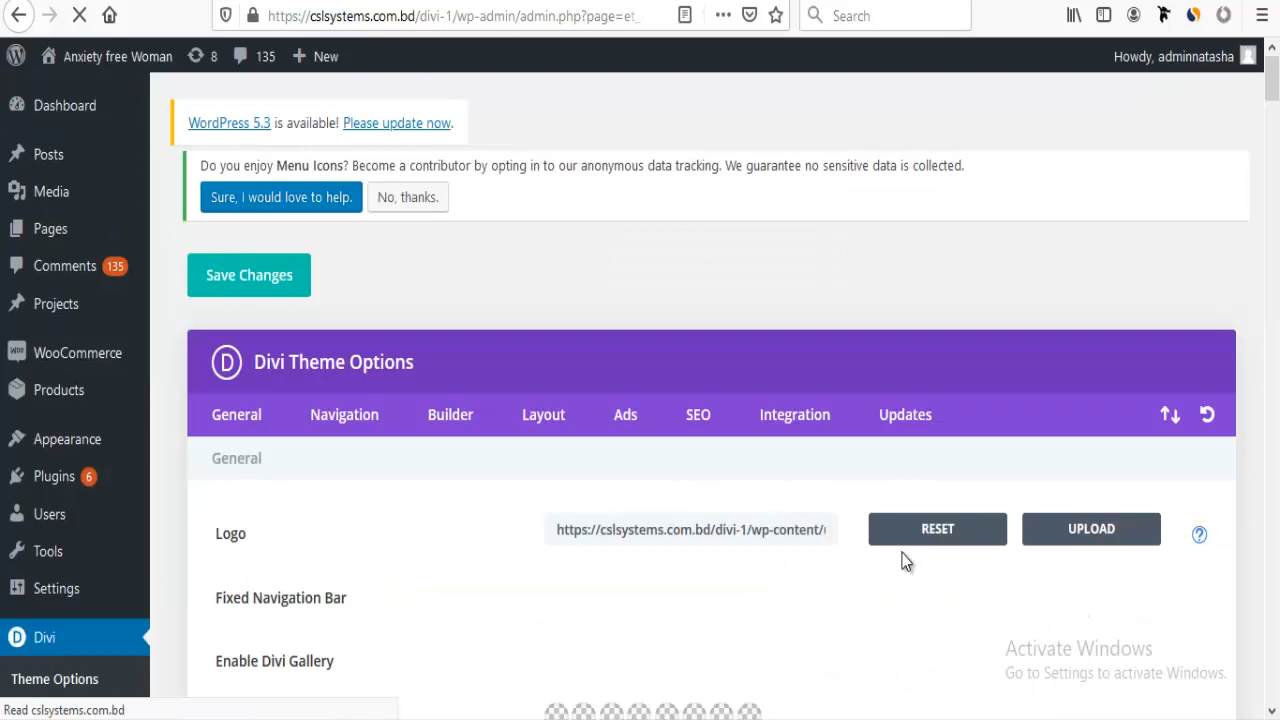 https://cslsystems.com.bd/divi-1/wp-admin/admin.php?page=et_
Search
Anxiety free Woman
8
135
New
Howdy, adminnatasha
Dashboard
Posts
Media
Pages
Comments 135
Projects
WooCommerce
Products
Appearance
Plugins 6
Users
Tools
Settings
Divi
Theme Options
WordPress 5.3 is available! Please update now.
Do you enjoy Menu Icons? Become a contributor by opting in to our anonymous data tracking. We guarantee no sensitive data is collected.
Sure, I would love to help.
No, thanks.
Save Changes
D Divi Theme Options
General
Navigation
Builder
Layout
Ads
SEO
Integration
Updates
General
Logo
https://cslsystems.com.bd/divi-1/wp-content/
RESET
UPLOAD
Fixed Navigation Bar
Enable Divi Gallery
Activate Windows
Go to Settings to activate Windows.
Read cslsystems.com.bd